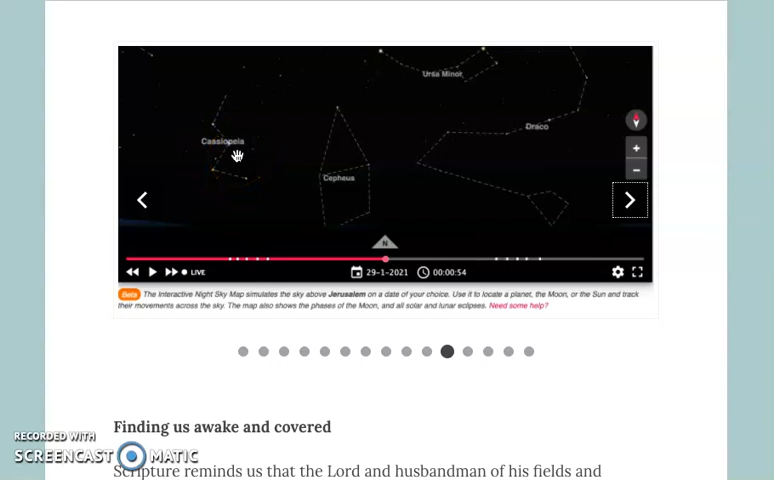 Ursa Minor
Draco
Cassiopeia
Cepheus
N
LIVE
29-1-2021
00:00:54
Beta The Interactive Night Sky Map simulates the sky above Jerusalem on a date of your choice. Use it to locate a planet, the Moon, or the Sun and track
their movements across the sky. The map also shows the phases of the Moon, and all solar and lunar eclipses. Need some help?
Finding us awake and covered
RECORDED WITH
SCREENCAST MATIC
Scripture reminds us that the Lord and husbandman of his fields and